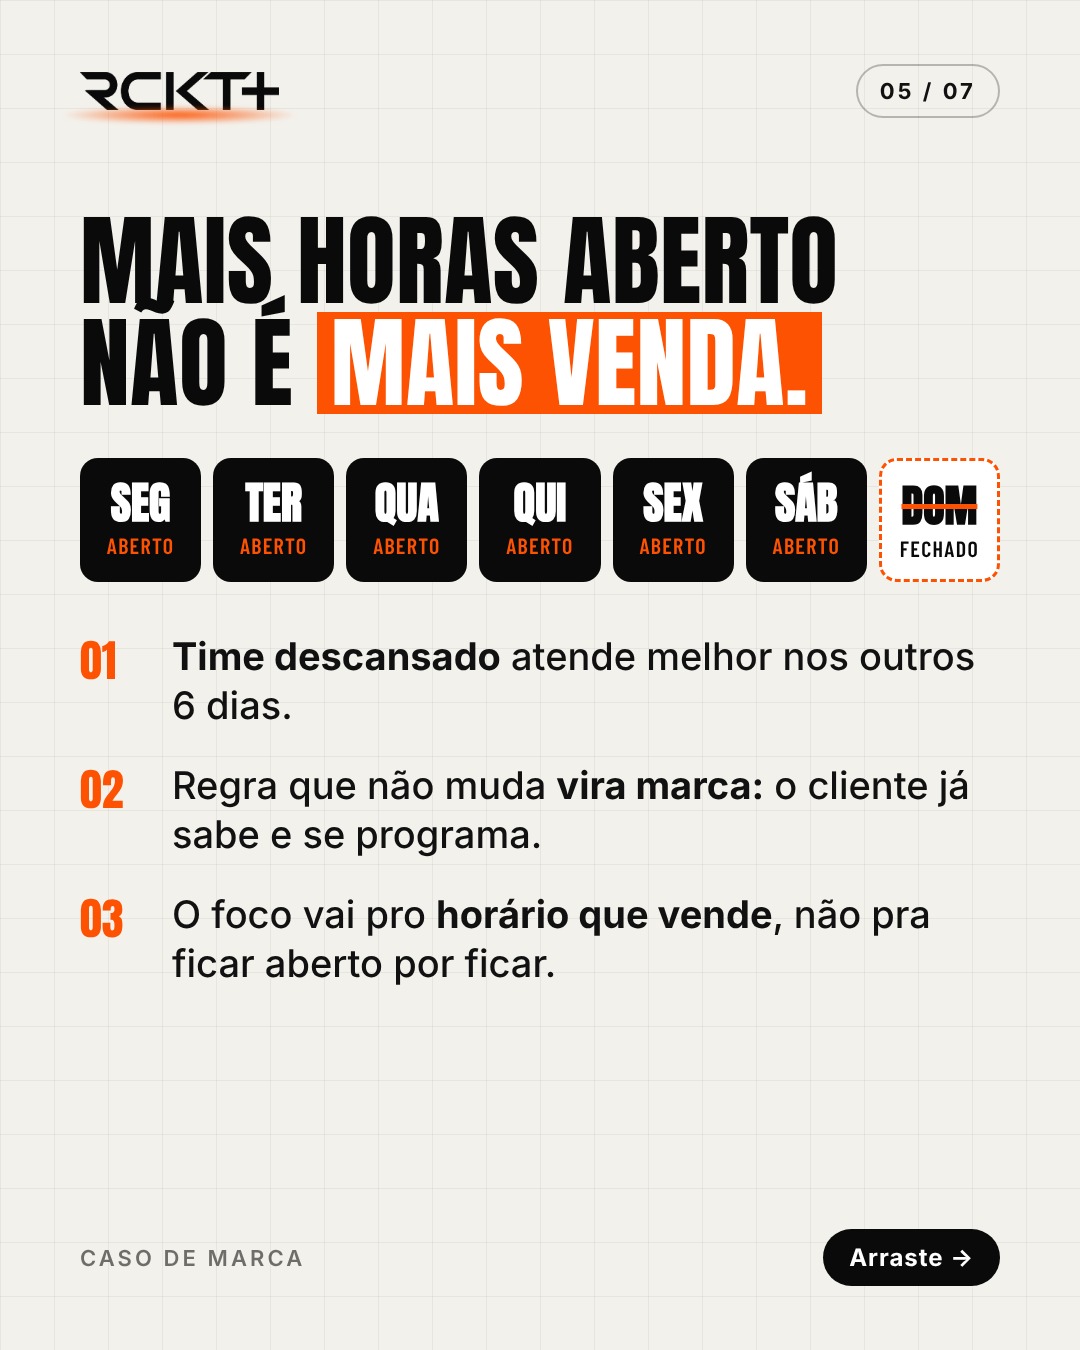 RCKT+
05 / 07
MAIS HORAS ABERTO
NÃO É MAIS VENDA.
SEG TER QUA QUI SEX SÁB DOM
ABERTO ABERTO ABERTO ABERTO ABERTO ABERTO FECHADO
01 Time descansado atende melhor nos outros
6 dias.
02 Regra que não muda vira marca: o cliente já
sabe e se programa.
03 O foco vai pro horário que vende, não pra
ficar aberto por ficar.
CASO DE MARCA
Arraste →